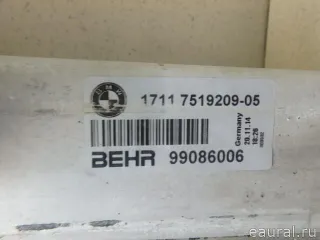 1711 7519209-05
Germany
20.11.14
BEHR 99086006
eaural.ru